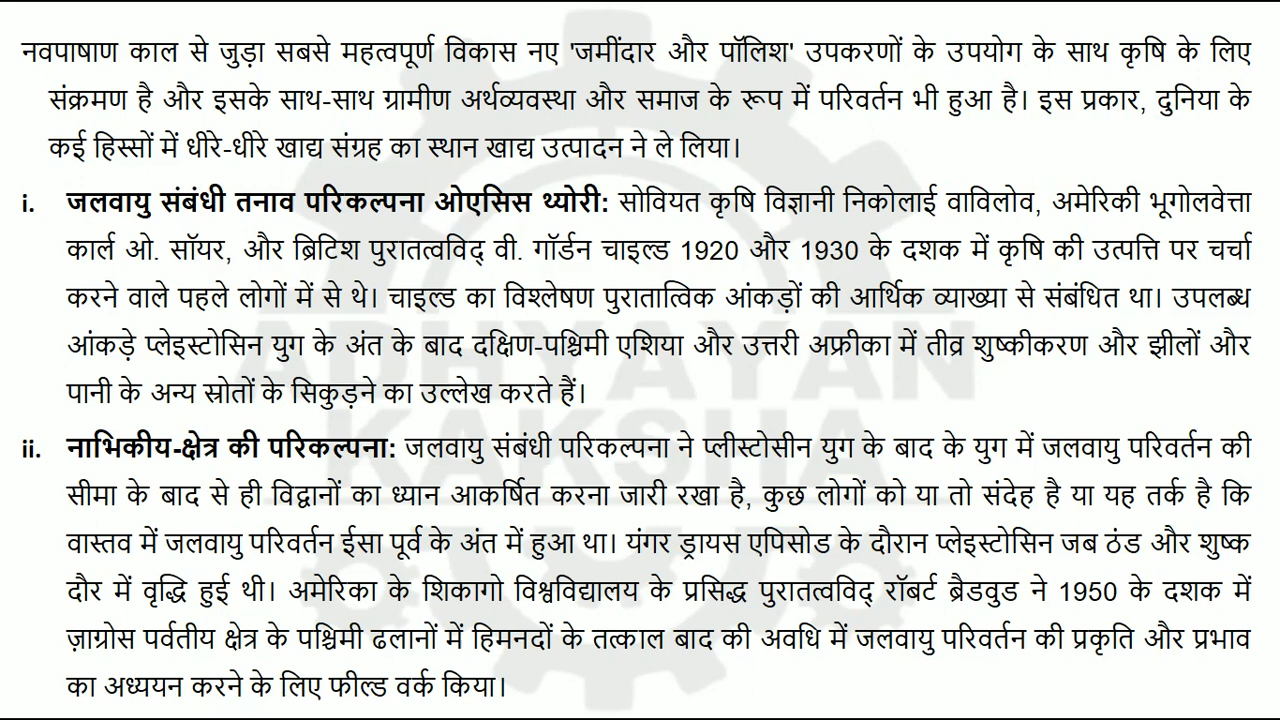 नवपाषाण काल से जुड़ा सबसे महत्वपूर्ण विकास नए 'जमींदार और पॉलिश' उपकरणों के उपयोग के साथ कृषि के लिए
संक्रमण है और इसके साथ-साथ ग्रामीण अर्थव्यवस्था और समाज के रूप में परिवर्तन भी हुआ है। इस प्रकार, दुनिया के
कई हिस्सों में धीरे-धीरे खाद्य संग्रह का स्थान खाद्य उत्पादन ने ले लिया।
i. जलवायु संबंधी तनाव परिकल्पना ओएसिस थ्योरी: सोवियत कृषि विज्ञानी निकोलाई वाविलोव, अमेरिकी भूगोलवेत्ता
कार्ल ओ. सॉयर, और ब्रिटिश पुरातत्वविद् वी. गॉर्डन चाइल्ड 1920 और 1930 के दशक में कृषि की उत्पत्ति पर चर्चा
करने वाले पहले लोगों में से थे। चाइल्ड का विश्लेषण पुरातात्विक आंकड़ों की आर्थिक व्याख्या से संबंधित था। उपलब्ध
आंकड़े प्लेइस्टोसिन युग के अंत के बाद दक्षिण-पश्चिमी एशिया और उत्तरी अफ्रीका में तीव्र शुष्कीकरण और झीलों और
पानी के अन्य स्रोतों के सिकुड़ने का उल्लेख करते हैं।
ii. नाभिकीय-क्षेत्र की परिकल्पना: जलवायु संबंधी परिकल्पना ने प्लीस्टोसीन युग के बाद के युग में जलवायु परिवर्तन की
सीमा के बाद से ही विद्वानों का ध्यान आकर्षित करना जारी रखा है, कुछ लोगों को या तो संदेह है या यह तर्क है कि
वास्तव में जलवायु परिवर्तन ईसा पूर्व के अंत में हुआ था। यंगर ड्रायस एपिसोड के दौरान प्लेइस्टोसिन जब ठंड और शुष्क
दौर में वृद्धि हुई थी। अमेरिका के शिकागो विश्वविद्यालय के प्रसिद्ध पुरातत्वविद् रॉबर्ट ब्रैडवुड ने 1950 के दशक में
ज़ाग्रोस पर्वतीय क्षेत्र के पश्चिमी ढलानों में हिमनदों के तत्काल बाद की अवधि में जलवायु परिवर्तन की प्रकृति और प्रभाव
का अध्ययन करने के लिए फील्ड वर्क किया।
ADHYAYAN
KAKSHA